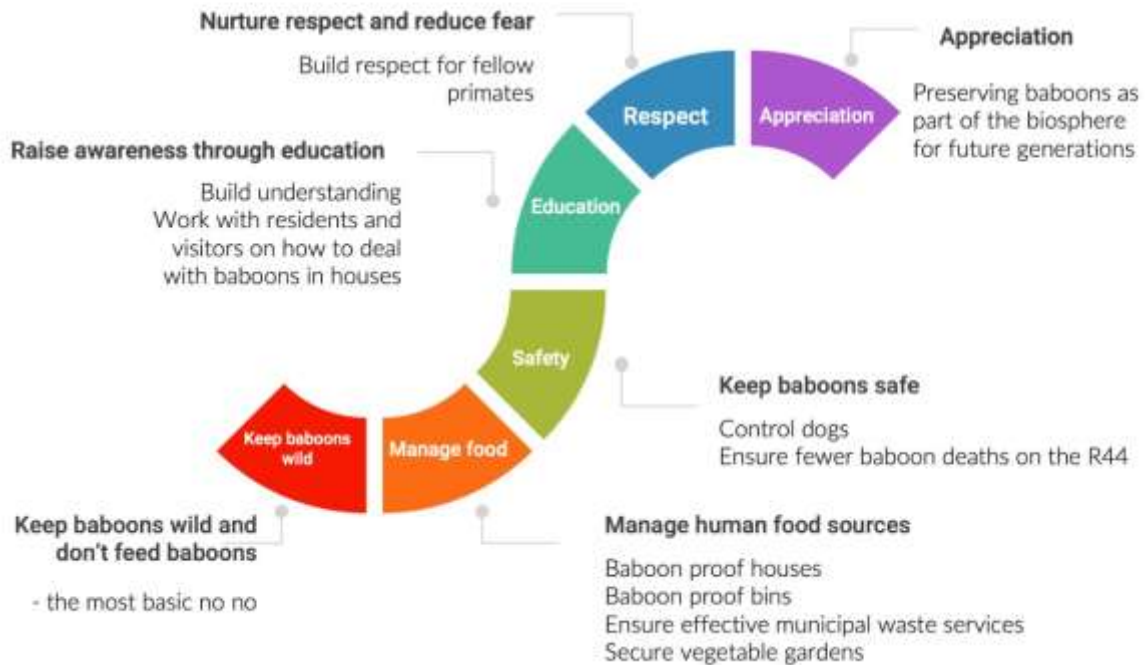 Nurture respect and reduce fear
Build respect for fellow
primates
Appreciation
Preserving baboons as
part of the biosphere
for future generations
Respect
Appreciation
Raise awareness through education
Build understanding
Work with residents and
visitors on how to deal
with baboons in houses
Education
Safety
Keep baboons safe
Control dogs
Ensure fewer baboon deaths on the R44
Keep baboons
wild
Manage food
Keep baboons wild and
don't feed baboons
- the most basic no no
Manage human food sources
Baboon proof houses
Baboon proof bins
Ensure effective municipal waste services
Secure vegetable gardens